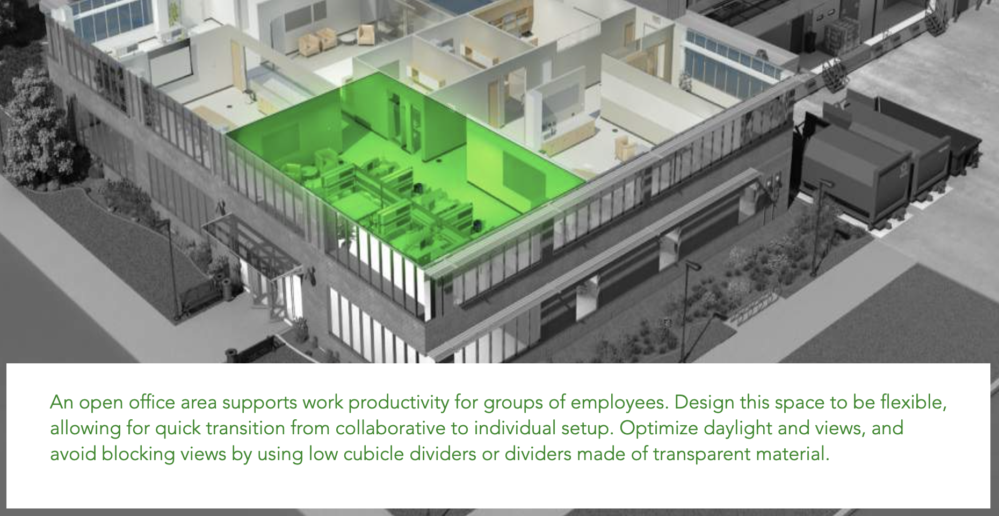 An open office area supports work productivity for groups of employees. Design this space to be flexible,
allowing for quick transition from collaborative to individual setup. Optimize daylight and views, and
avoid blocking views by using low cubicle dividers or dividers made of transparent material.